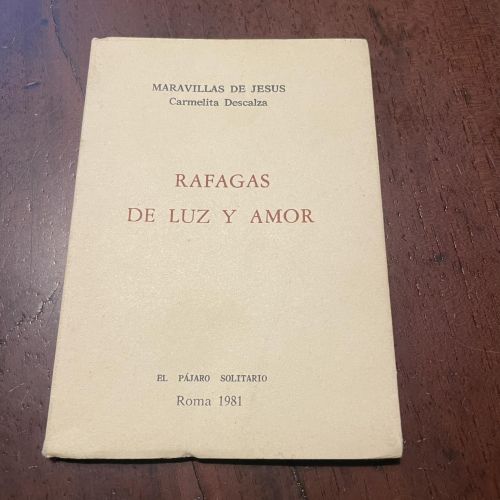 MARAVILLAS DE JESUS
Carmelita Descalza
RAFAGAS
DE LUZ Y AMOR
EL PÁJARO SOLITARIO
Roma 1981